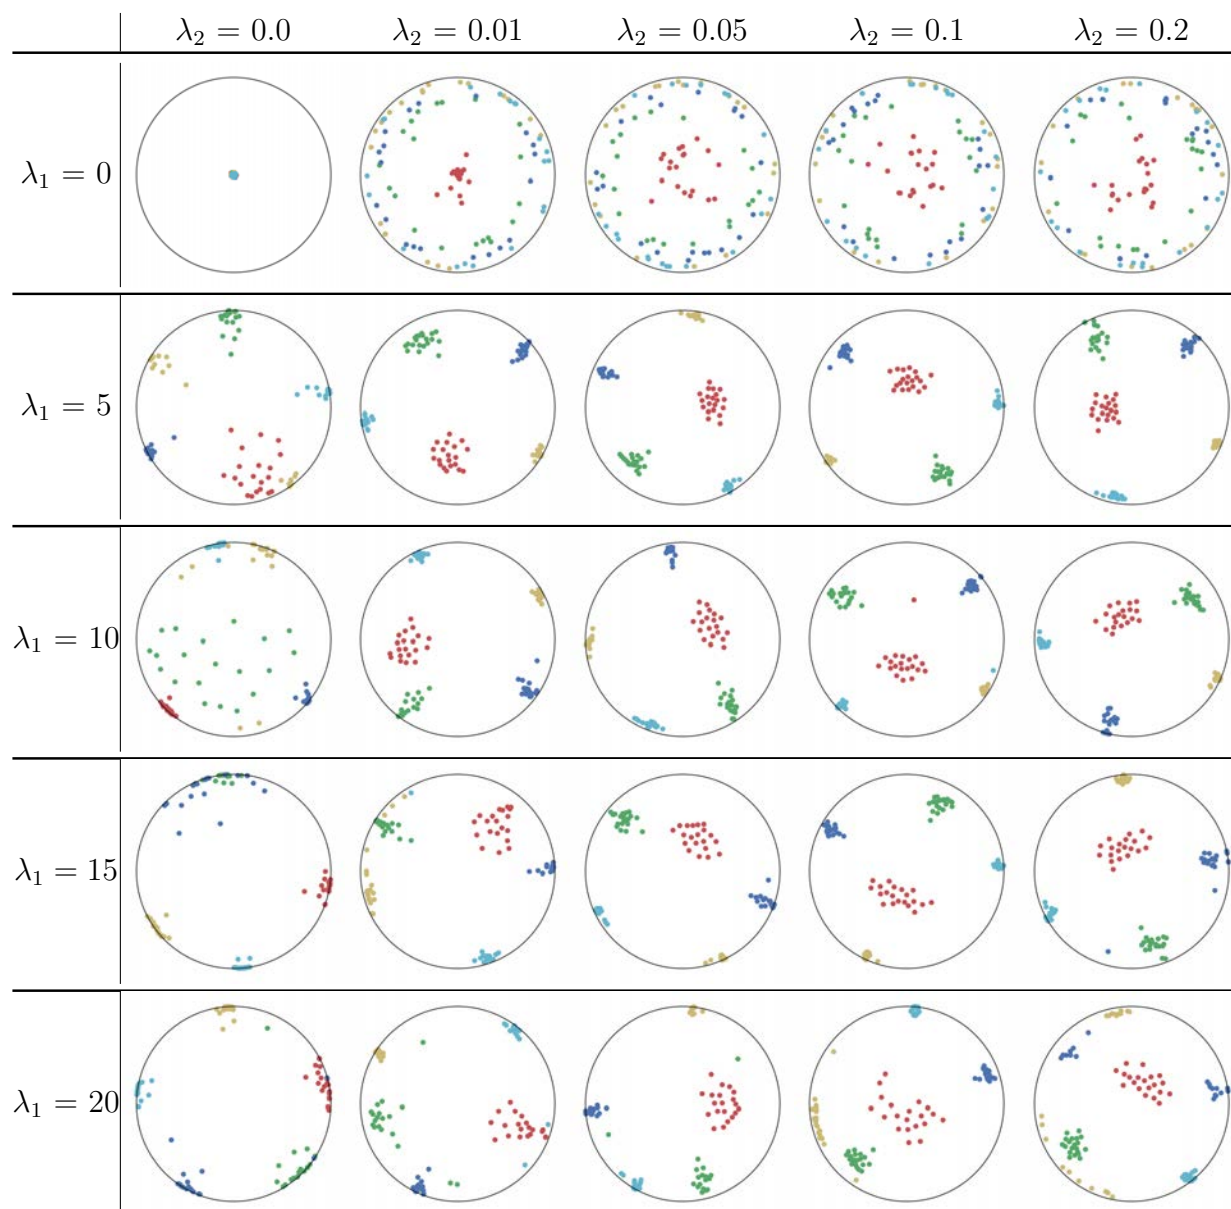 λ₂ = 0.0 λ₂ = 0.01 λ₂ = 0.05 λ₂ = 0.1 λ₂ = 0.2
λ₁ = 0
λ₁ = 5
λ₁ = 10
λ₁ = 15
λ₁ = 20